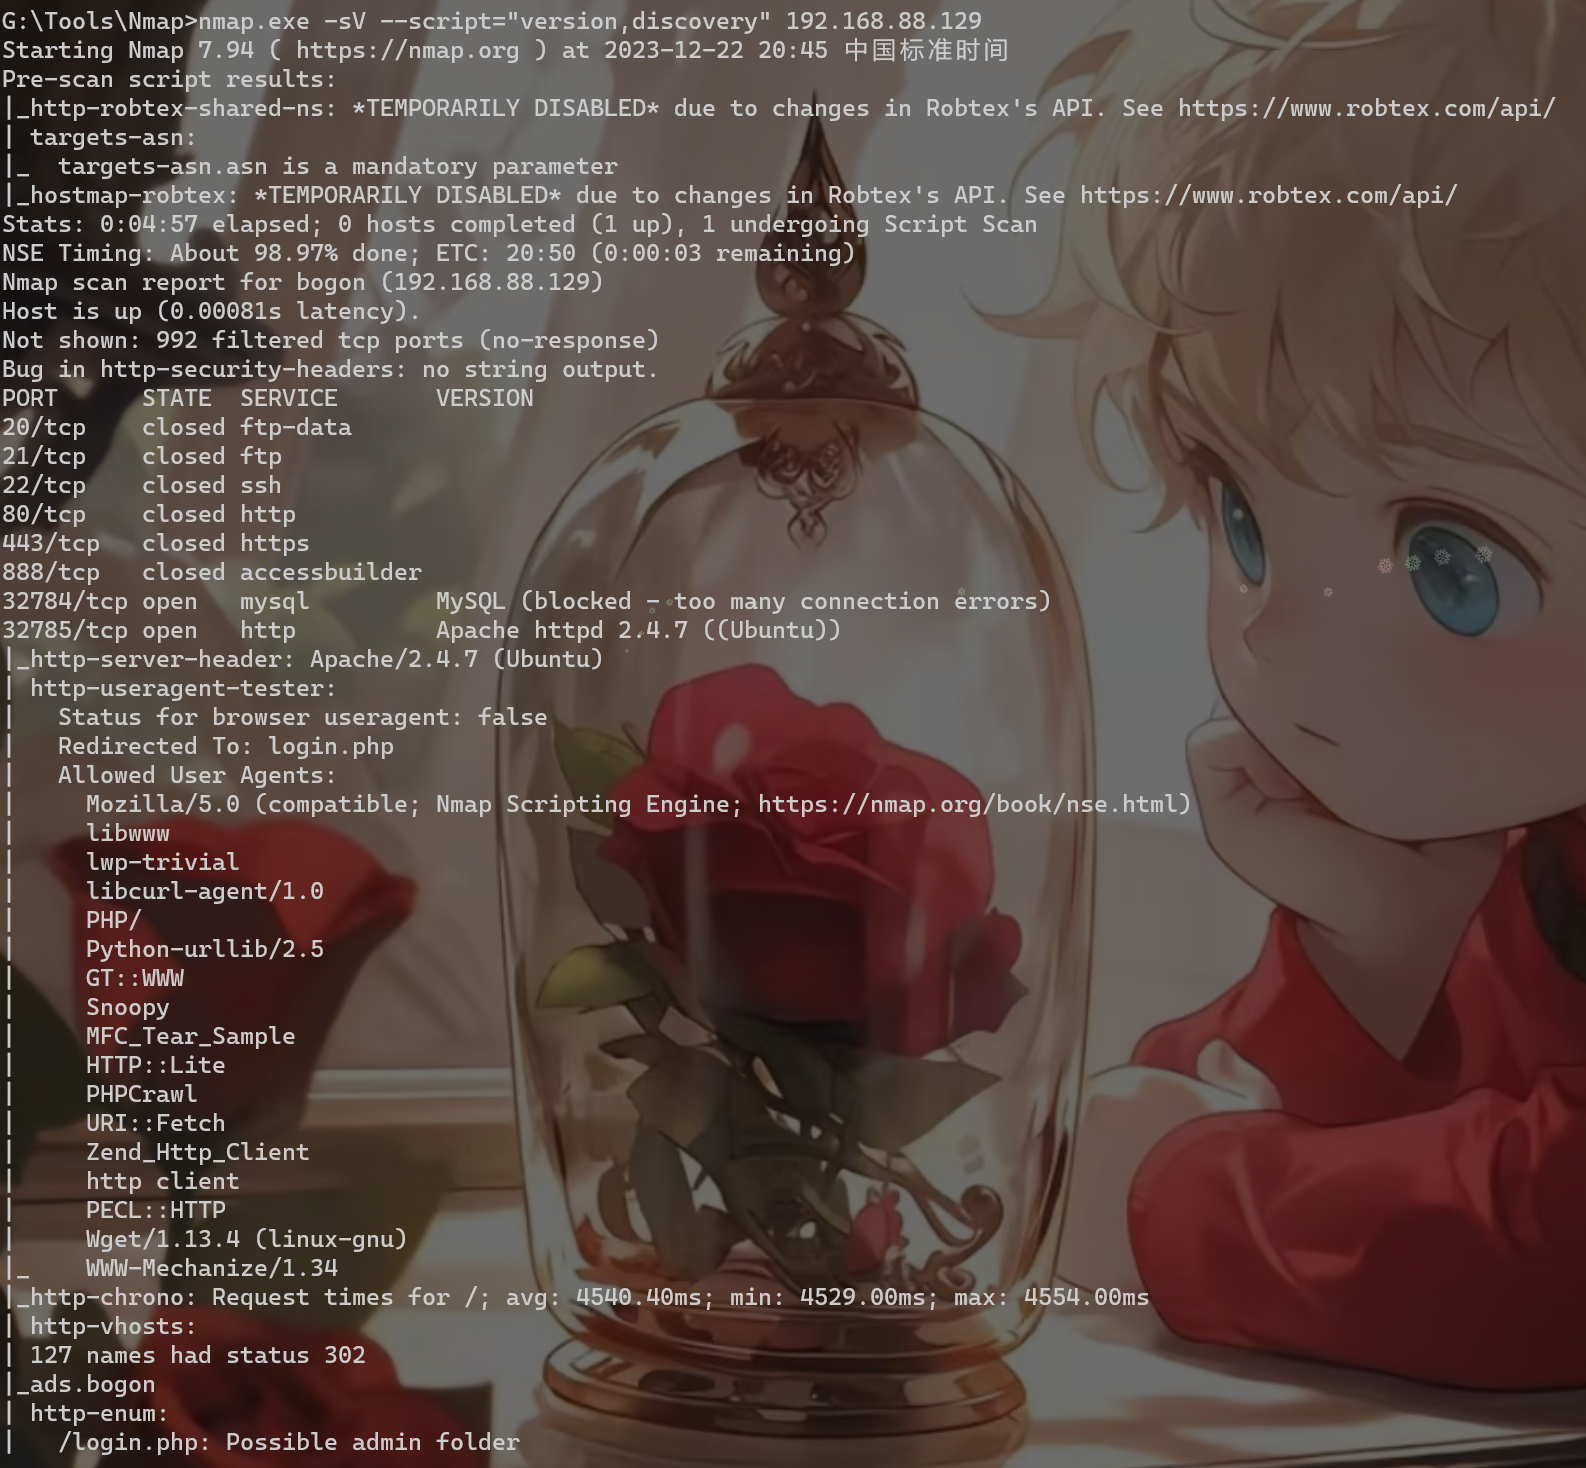 G:\Tools\Nmap>nmap.exe -sV --script="version,discovery" 192.168.88.129
Starting Nmap 7.94 ( https://nmap.org ) at 2023-12-22 20:45 中国标准时间
Pre-scan script results:
|_http-robtex-shared-ns: *TEMPORARILY DISABLED* due to changes in Robtex's API. See https://www.robtex.com/api/
| targets-asn:
|_  targets-asn.asn is a mandatory parameter
|_hostmap-robtex: *TEMPORARILY DISABLED* due to changes in Robtex's API. See https://www.robtex.com/api/
Stats: 0:04:57 elapsed; 0 hosts completed (1 up), 1 undergoing Script Scan
NSE Timing: About 98.97% done; ETC: 20:50 (0:00:03 remaining)
Nmap scan report for bogon (192.168.88.129)
Host is up (0.00081s latency).
Not shown: 992 filtered tcp ports (no-response)
Bug in http-security-headers: no string output.
PORT      STATE  SERVICE       VERSION
20/tcp    closed ftp-data
21/tcp    closed ftp
22/tcp    closed ssh
80/tcp    closed http
443/tcp   closed https
888/tcp   closed accessbuilder
32784/tcp open   mysql         MySQL (blocked - too many connection errors)
32785/tcp open   http          Apache httpd 2.4.7 ((Ubuntu))
|_http-server-header: Apache/2.4.7 (Ubuntu)
| http-useragent-tester:
|   Status for browser useragent: false
|   Redirected To: login.php
|   Allowed User Agents:
|     Mozilla/5.0 (compatible; Nmap Scripting Engine; https://nmap.org/book/nse.html)
|     libwww
|     lwp-trivial
|     libcurl-agent/1.0
|     PHP/
|     Python-urllib/2.5
|     GT::WWW
|     Snoopy
|     MFC_Tear_Sample
|     HTTP::Lite
|     PHPCrawl
|     URI::Fetch
|     Zend_Http_Client
|     http client
|     PECL::HTTP
|     Wget/1.13.4 (linux-gnu)
|_    WWW-Mechanize/1.34
|_http-chrono: Request times for /; avg: 4540.40ms; min: 4529.00ms; max: 4554.00ms
| http-vhosts:
| 127 names had status 302
|_ads.bogon
| http-enum:
|   /login.php: Possible admin folder